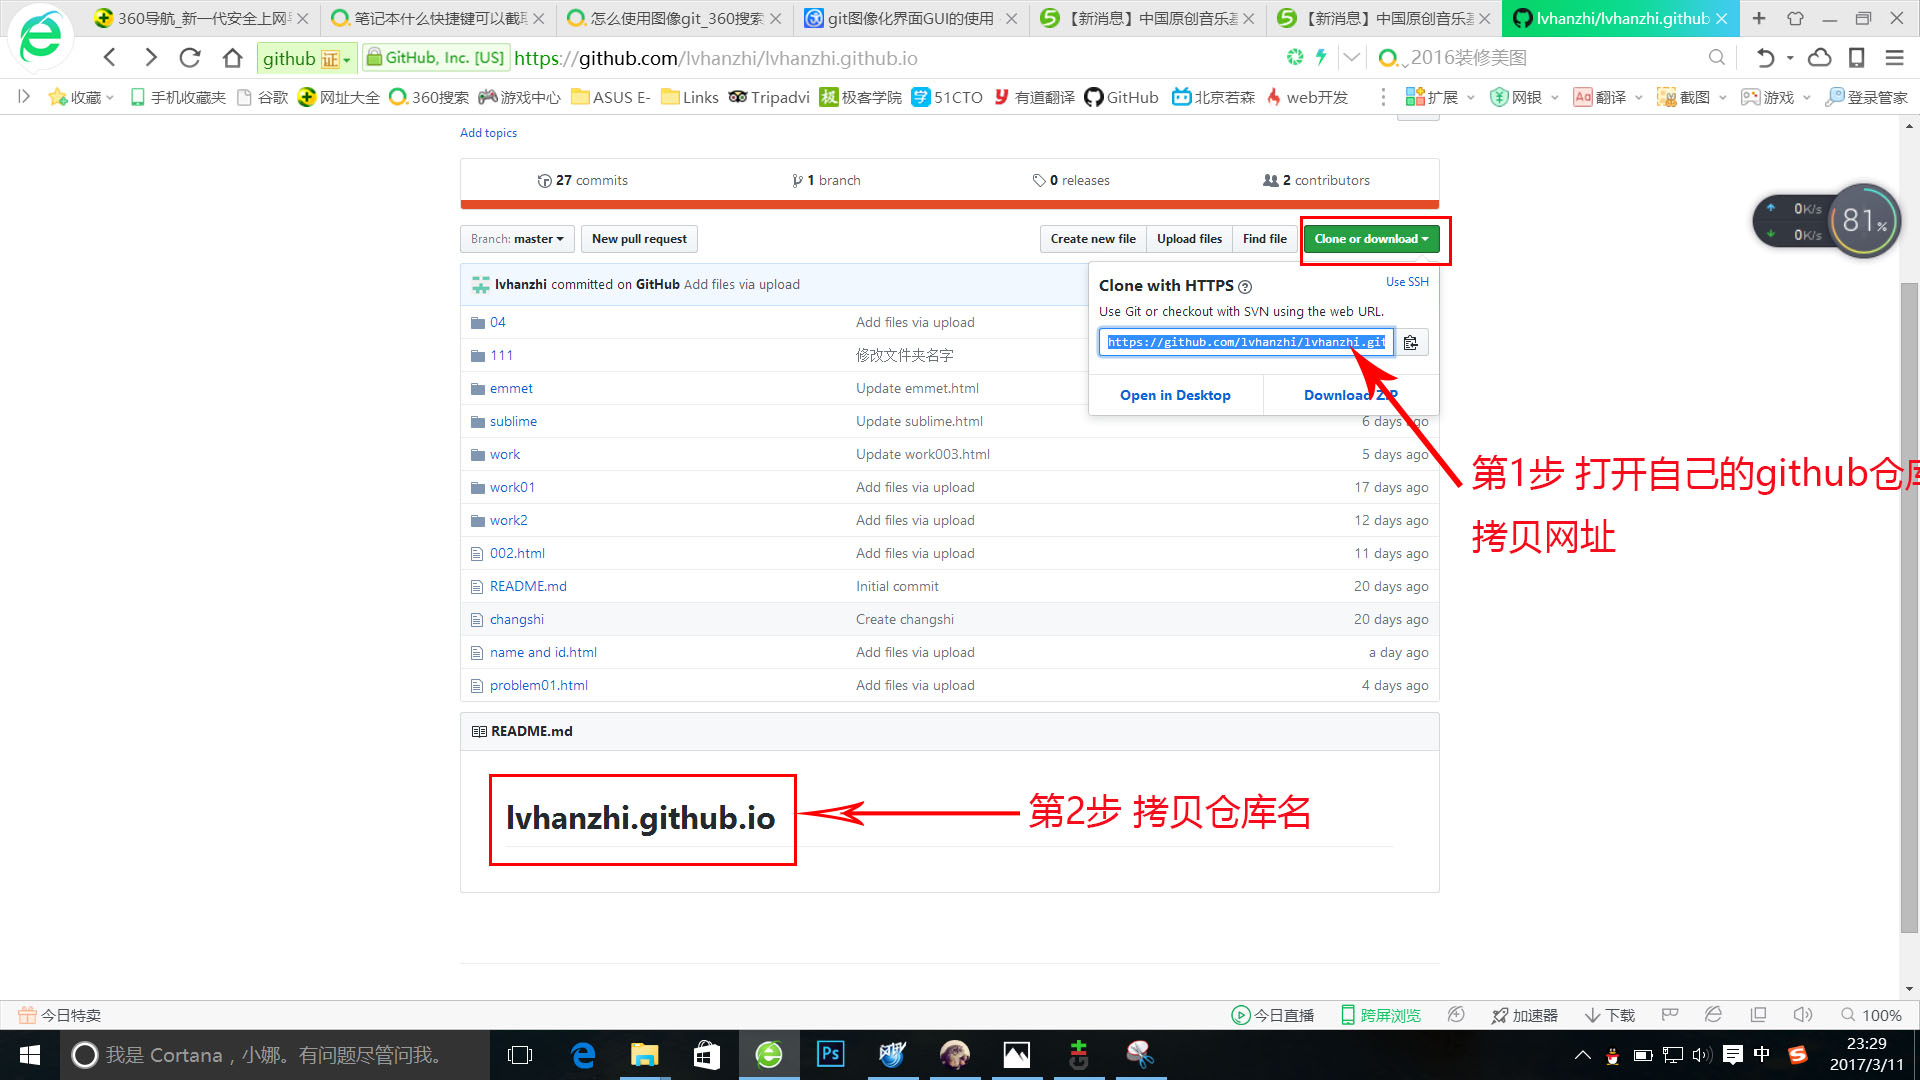 360导航_新一代安全上网导
笔记本什么快捷键可以截
怎么使用图像git_360搜索
git图像化界面GUI的使用
【新消息】中国原创音乐基
【新消息】中国原创音乐基
lvhanzhi/lvhanzhi.github
github 证
GitHub, Inc. [US]
https://github.com/lvhanzhi/lvhanzhi.github.io
2016装修美图
收藏
手机收藏夹
谷歌
网址大全
360搜索
游戏中心
ASUS E-
Links
Tripadvi
极客学院
51CTO
有道翻译
GitHub
北京若森
web开发
扩展
网银
翻译
截图
游戏
登录管家
Add topics
27 commits
1 branch
0 releases
2 contributors
0K/s
0K/s
81%
Branch: master
New pull request
Create new file
Upload files
Find file
Clone or download
lvhanzhi committed on GitHub Add files via upload
Clone with HTTPS
Use SSH
Use Git or checkout with SVN using the web URL.
https://github.com/lvhanzhi/lvhanzhi.git
Open in Desktop
Download ZIP
04 Add files via upload
111 修改文件夹名字
emmet Update emmet.html
sublime Update sublime.html 6 days ago
work Update work003.html 5 days ago
work01 Add files via upload 17 days ago
work2 Add files via upload 12 days ago
002.html Add files via upload 11 days ago
README.md Initial commit 20 days ago
changshi Create changshi 20 days ago
name and id.html Add files via upload a day ago
problem01.html Add files via upload 4 days ago
第1步 打开自己的github仓库
拷贝网址
README.md
lvhanzhi.github.io
第2步 拷贝仓库名
今日特卖
今日直播
跨屏浏览
加速器
下载
100%
我是 Cortana，小娜。有问题尽管问我。
Ps
中
23:29
2017/3/11